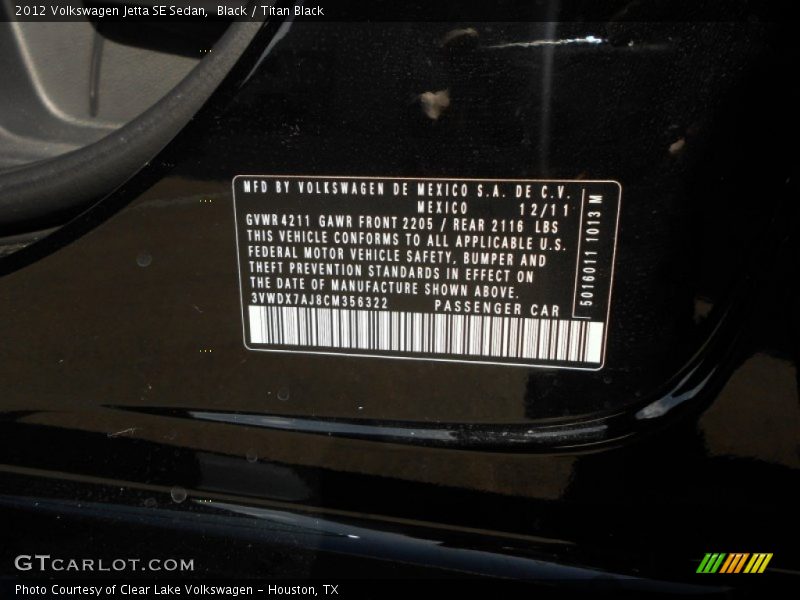 2012 Volkswagen Jetta SE Sedan,  Black / Titan Black
MFD BY VOLKSWAGEN DE MEXICO S.A. DE C.V.
MEXICO 12/11
GVWR 4211 GAWR FRONT 2205 / REAR 2116 LBS
THIS VEHICLE CONFORMS TO ALL APPLICABLE U.S.
FEDERAL MOTOR VEHICLE SAFETY, BUMPER AND
THEFT PREVENTION STANDARDS IN EFFECT ON
THE DATE OF MANUFACTURE SHOWN ABOVE.
3VWDX7AJ8CM356322 PASSENGER CAR
5016011 1013 M
GTCARLOT.COM
Photo Courtesy of Clear Lake Volkswagen - Houston, TX